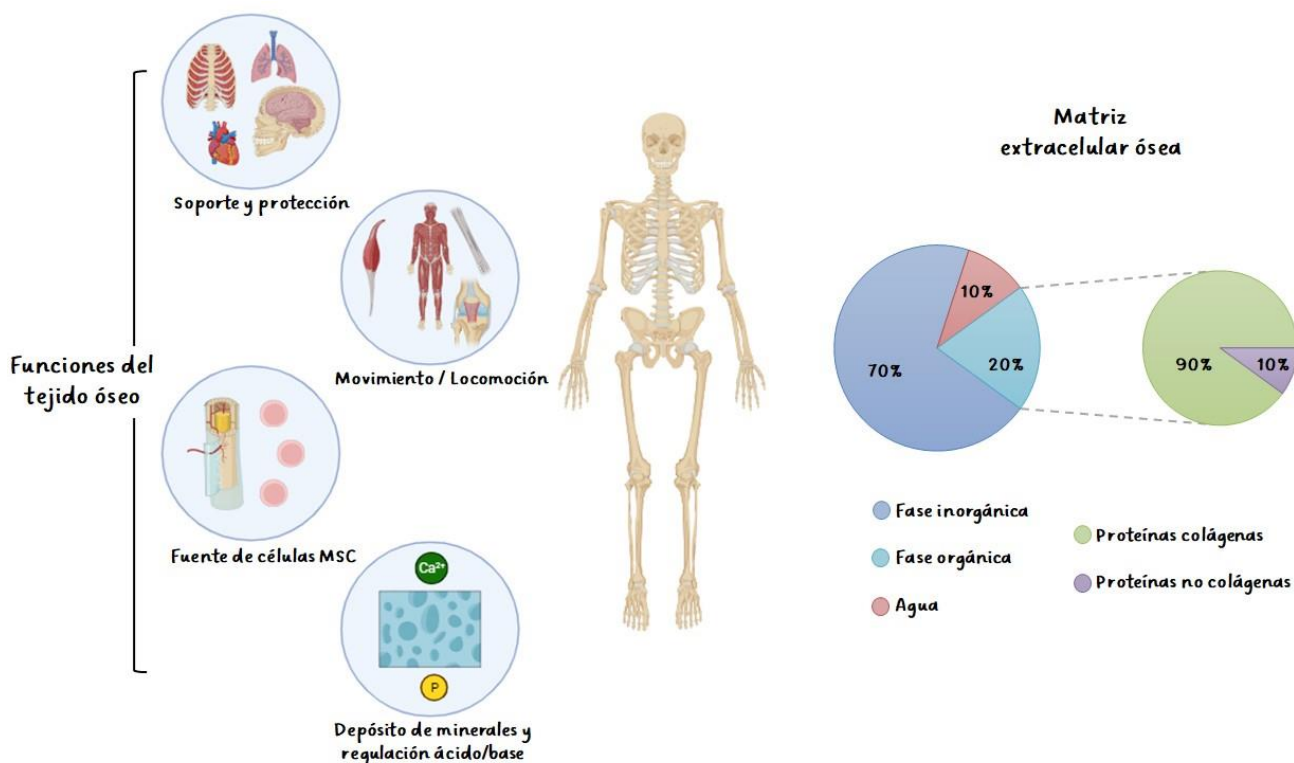 Funciones del
tejido óseo
Soporte y protección
Movimiento / Locomoción
Fuente de células MSC
Ca²⁺
P
Depósito de minerales y
regulación ácido/base
Matriz
extracelular ósea
10%
70%
20%
90%
10%
Fase inorgánica
Fase orgánica
Agua
Proteínas colágenas
Proteínas no colágenas